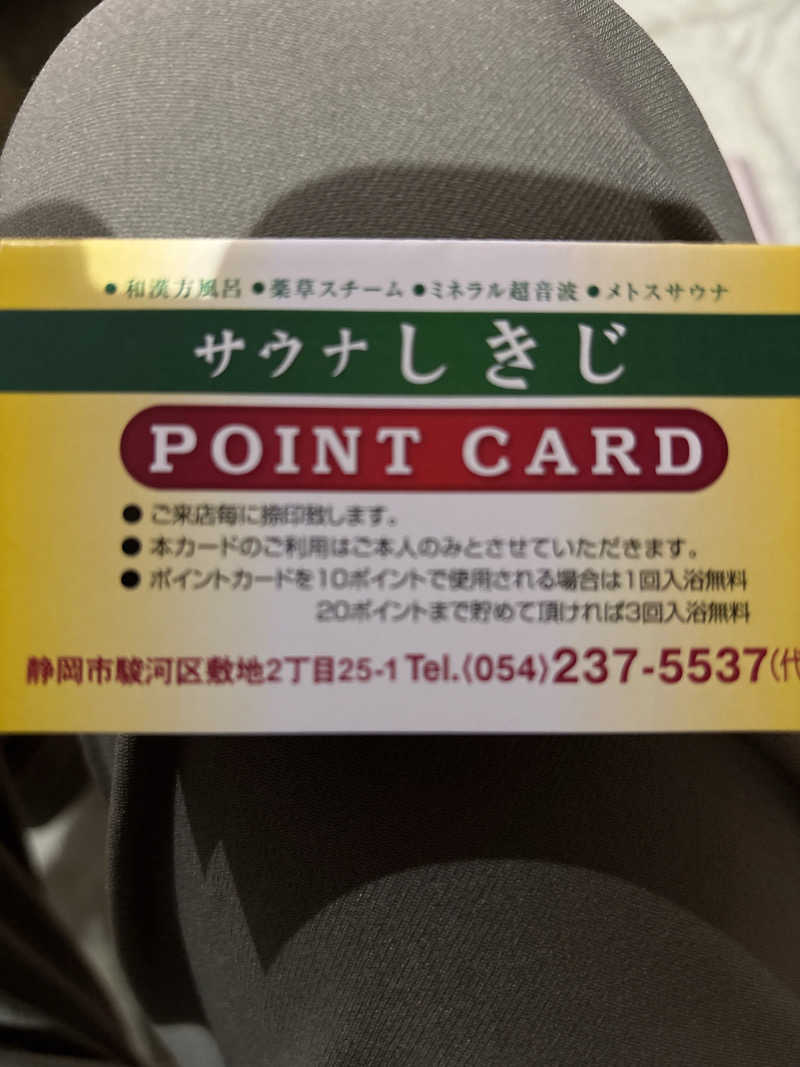 ●和漢方風呂●薬草スチーム●ミネラル超音波●メトスサウナ
サウナしきじ
POINT CARD
●ご来店毎に捺印致します。
●本カードのご利用はご本人のみとさせていただきます。
●ポイントカードを10ポイントで使用される場合は1回入浴無料
20ポイントまで貯めて頂ければ3回入浴無料
静岡市駿河区敷地2丁目25-1 Tel.(054)237-5537(代